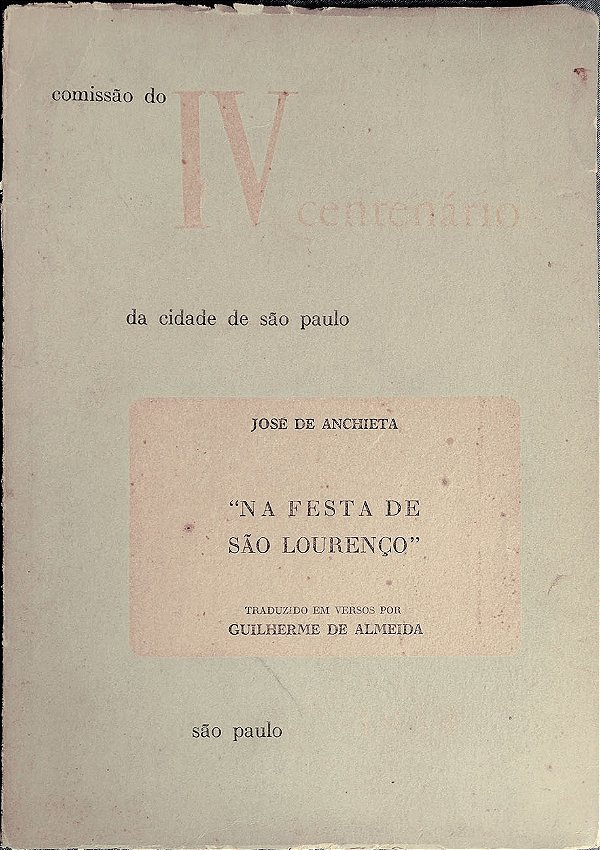 comissão do IV centenário
da cidade de são paulo
JOSÉ DE ANCHIETA
“NA FESTA DE
SÃO LOURENÇO”
TRADUZIDO EM VERSOS POR
GUILHERME DE ALMEIDA
são paulo